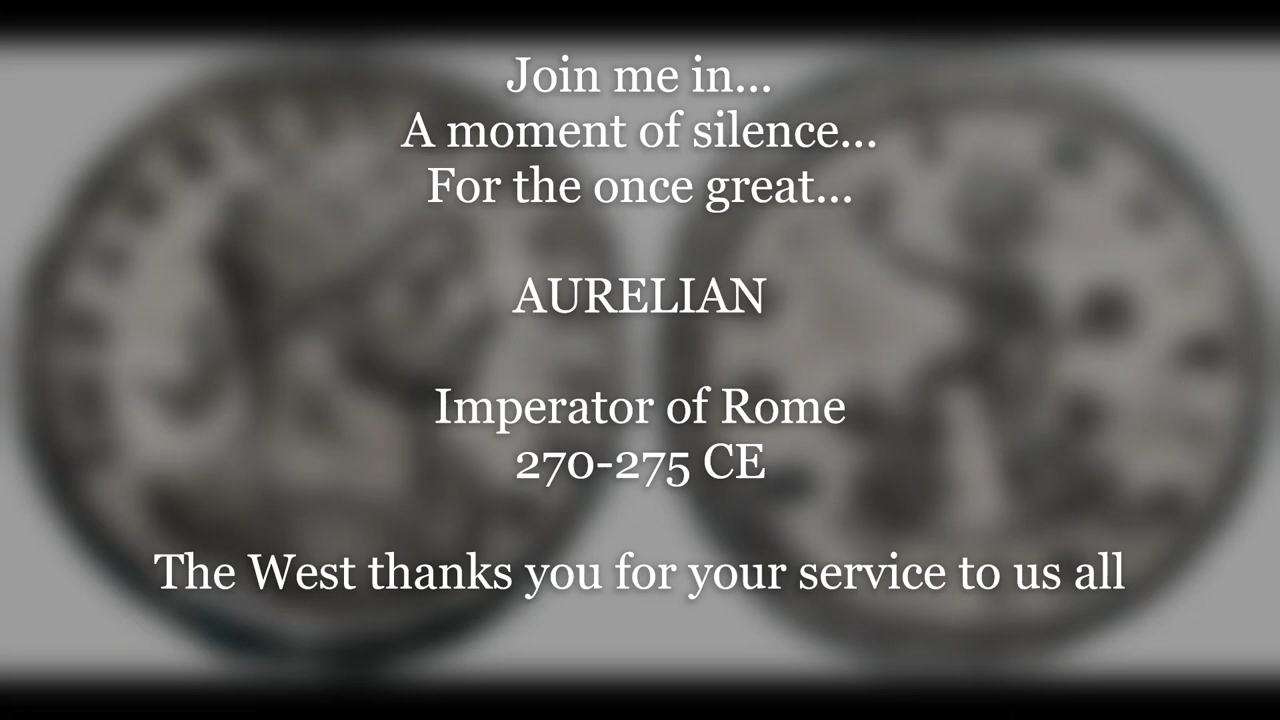 Join me in...
A moment of silence...
For the once great...
AURELIAN
Imperator of Rome
270-275 CE
The West thanks you for your service to us all